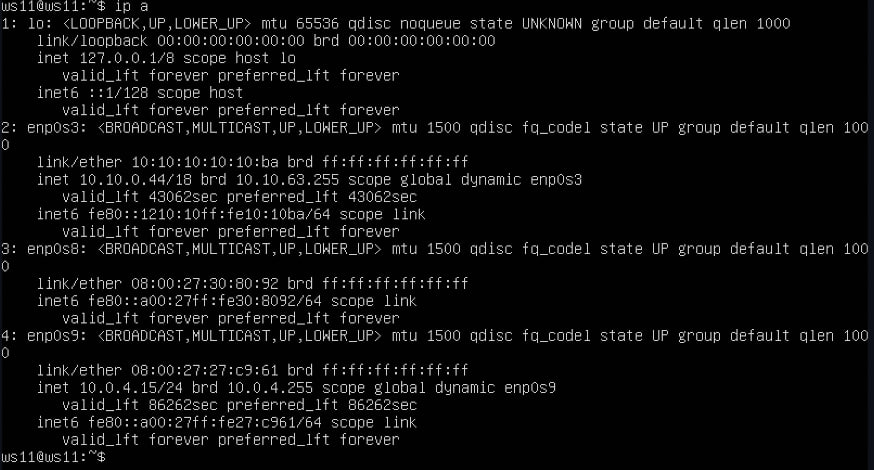 ws11@ws11:~$ ip a
1: lo: <LOOPBACK,UP,LOWER_UP> mtu 65536 qdisc noqueue state UNKNOWN group default qlen 1000
    link/loopback 00:00:00:00:00:00 brd 00:00:00:00:00:00
    inet 127.0.0.1/8 scope host lo
       valid_lft forever preferred_lft forever
    inet6 ::1/128 scope host
       valid_lft forever preferred_lft forever
2: enp0s3: <BROADCAST,MULTICAST,UP,LOWER_UP> mtu 1500 qdisc fq_codel state UP group default qlen 100
0
    link/ether 10:10:10:10:10:ba brd ff:ff:ff:ff:ff:ff
    inet 10.10.0.44/18 brd 10.10.63.255 scope global dynamic enp0s3
       valid_lft 43062sec preferred_lft 43062sec
    inet6 fe80::1210:10ff:fe10:10ba/64 scope link
       valid_lft forever preferred_lft forever
3: enp0s8: <BROADCAST,MULTICAST,UP,LOWER_UP> mtu 1500 qdisc fq_codel state UP group default qlen 100
0
    link/ether 08:00:27:30:80:92 brd ff:ff:ff:ff:ff:ff
    inet6 fe80::a00:27ff:fe30:8092/64 scope link
       valid_lft forever preferred_lft forever
4: enp0s9: <BROADCAST,MULTICAST,UP,LOWER_UP> mtu 1500 qdisc fq_codel state UP group default qlen 100
0
    link/ether 08:00:27:27:c9:61 brd ff:ff:ff:ff:ff:ff
    inet 10.0.4.15/24 brd 10.0.4.255 scope global dynamic enp0s9
       valid_lft 86262sec preferred_lft 86262sec
    inet6 fe80::a00:27ff:fe27:c961/64 scope link
       valid_lft forever preferred_lft forever
ws11@ws11:~$